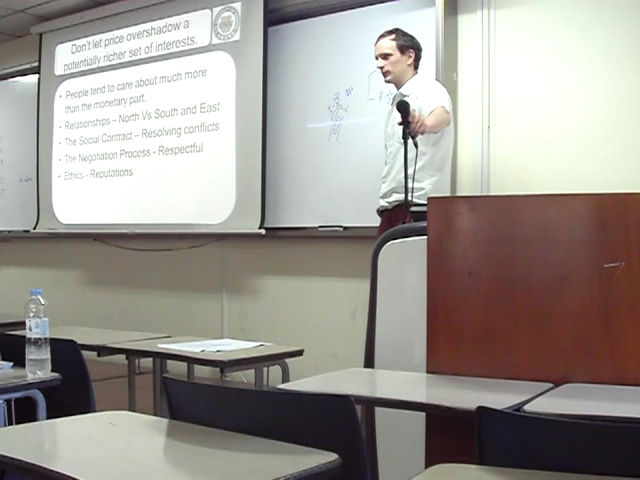 Don't let price overshadow a
potentially richer set of interests.
• People tend to care about much more
than the monetary part.
• Relationships – North Vs South and East
• The Social Contract – Resolving conflicts
• The Negotiation Process - Respectful
• Ethics - Reputations